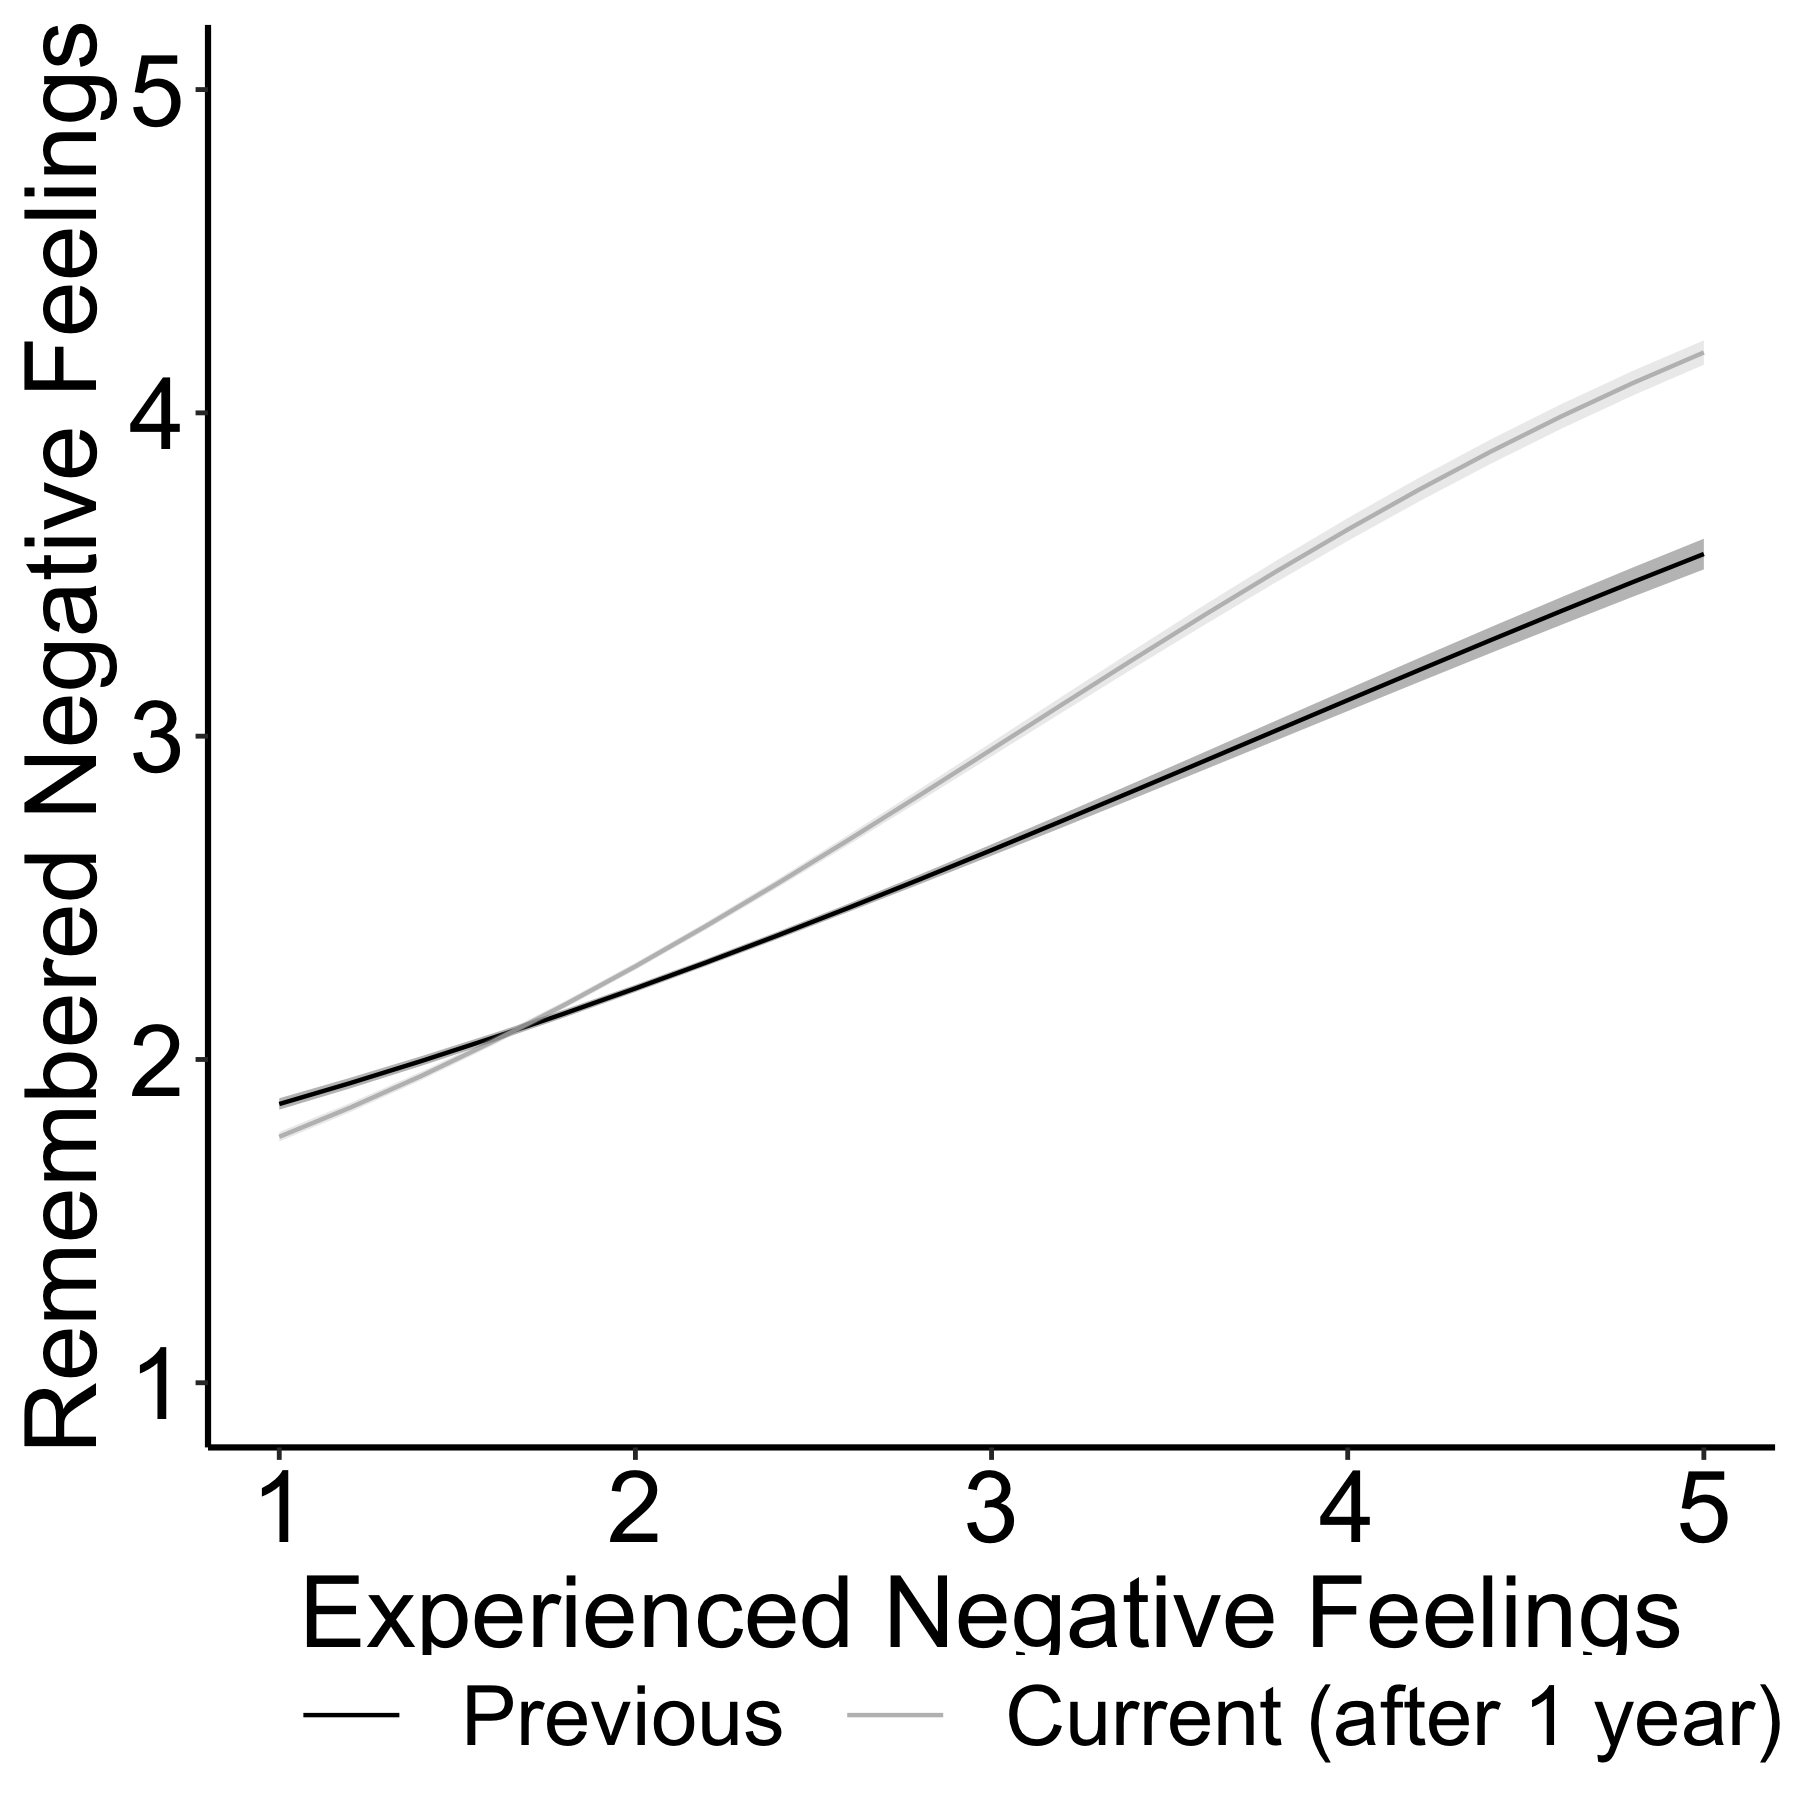 Remembered Negative Feelings
5
4
3
2
1
1 2 3 4 5
Experienced Negative Feelings
Previous Current (after 1 year)